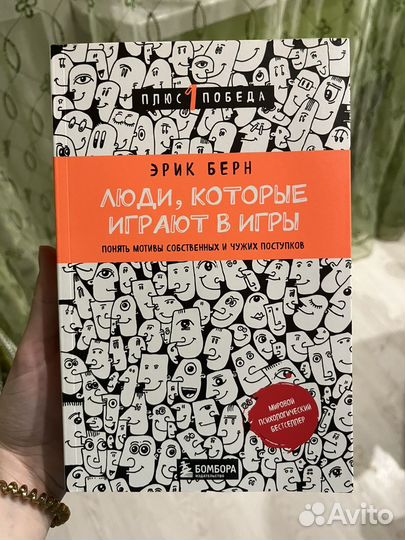 ПЛЮС 1 ПОБЕДА
ЭРИК БЕРН
ЛЮДИ, КОТОРЫЕ
ИГРАЮТ В ИГРЫ
ПОНЯТЬ МОТИВЫ СОБСТВЕННЫХ И ЧУЖИХ ПОСТУПКОВ
МИРОВОЙ
ПСИХОЛОГИЧЕСКИЙ
БЕСТСЕЛЛЕР
БОМБОРА
ИЗДАТЕЛЬСТВО
Avito